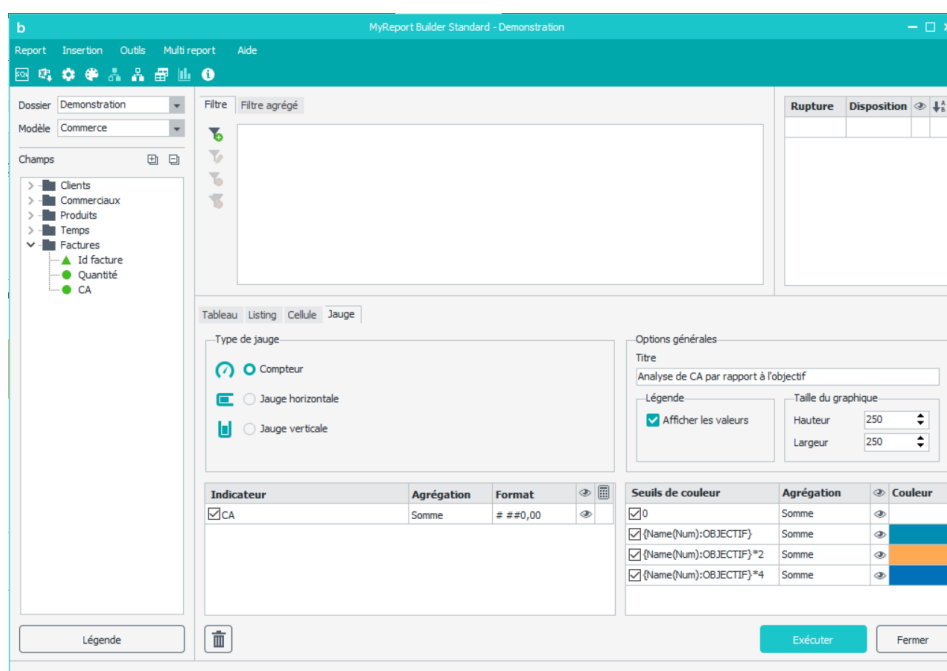 b MyReport Builder Standard - Demonstration
Report Insertion Outils Multi report Aide
SQL
Dossier Demonstration
Modèle Commerce
Champs
Clients
Commerciaux
Produits
Temps
Factures
Id facture
Quantité
CA
Légende
Filtre Filtre agrégé
Rupture Disposition
Tableau Listing Cellule Jauge
Type de jauge
Compteur
Jauge horizontale
Jauge verticale
Options générales
Titre
Analyse de CA par rapport à l'objectif
Légende
Afficher les valeurs
Taille du graphique
Hauteur 250
Largeur 250
Indicateur Agrégation Format
CA Somme # ##0,00
Seuils de couleur Agrégation Couleur
0 Somme
{Name(Num):OBJECTIF} Somme
{Name(Num):OBJECTIF}*2 Somme
{Name(Num):OBJECTIF}*4 Somme
Exécuter Fermer